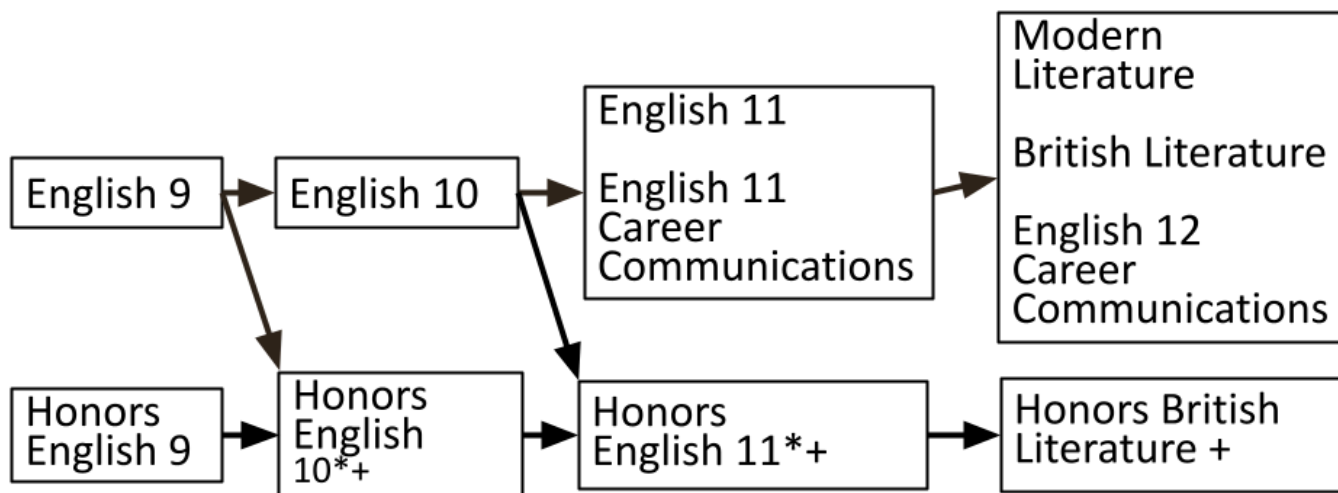 English 9
English 10
English 11
English 11
Career
Communications
Modern
Literature
British Literature
English 12
Career
Communications
Honors
English 9
Honors
English
10*+
Honors
English 11*+
Honors British
Literature +